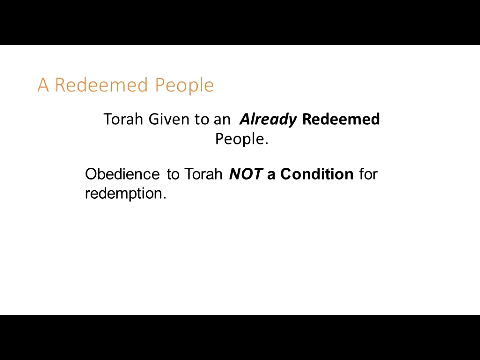 A Redeemed People
Torah Given to an Already Redeemed
People.
Obedience to Torah NOT a Condition for
redemption.